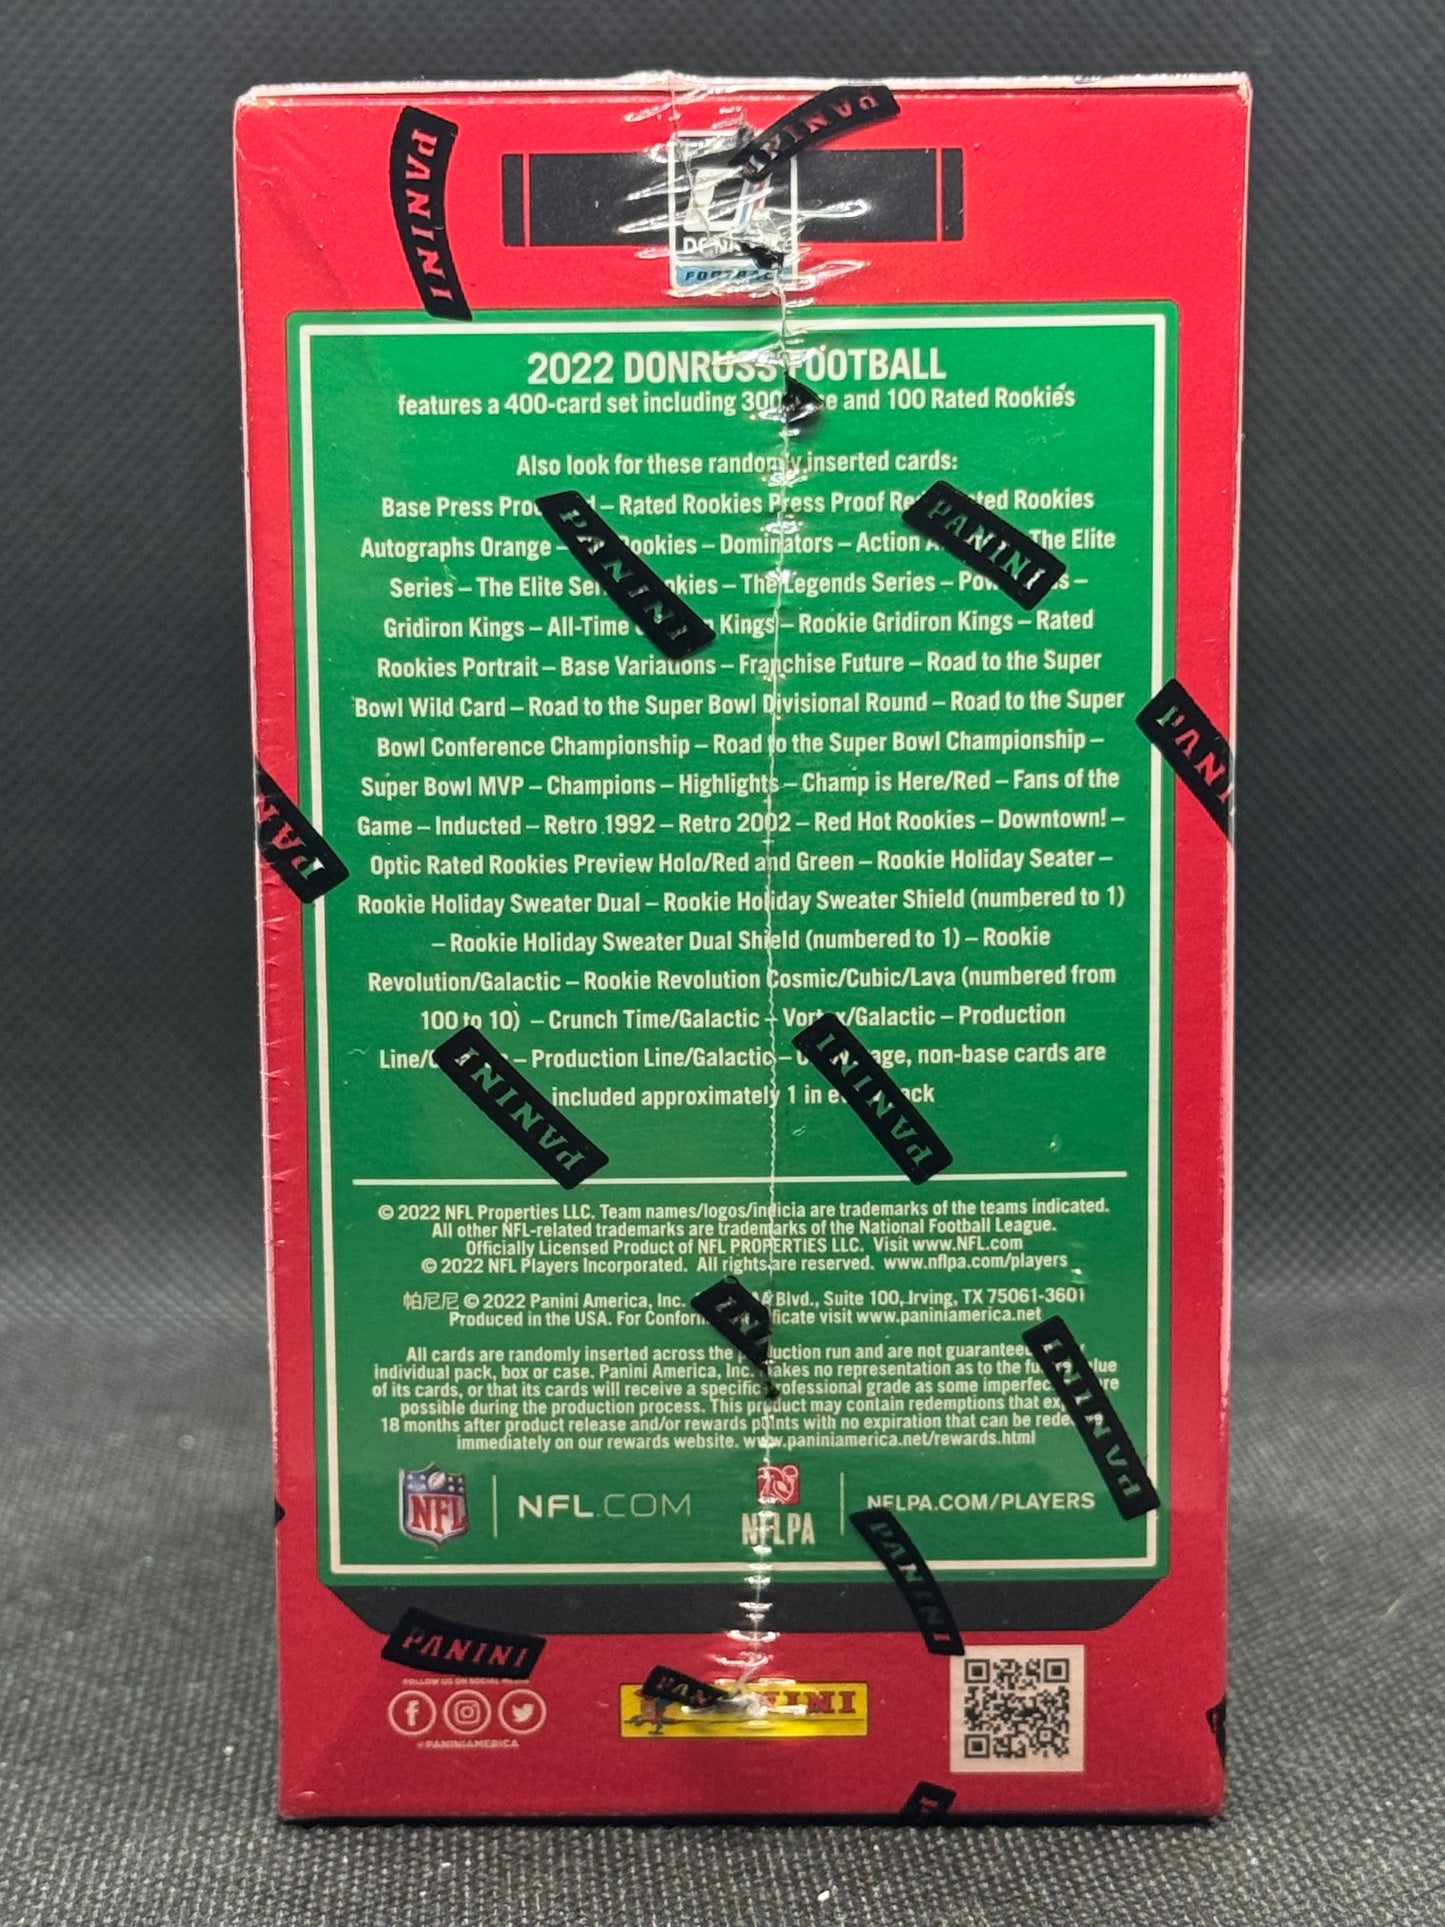 PANINI
PANINI
FOOTBALL
2022 DONRUSS FOOTBALL
features a 400-card set including 300 and 100 Rated Rookies
Also look for these randomly inserted cards:
Base Press – Rated Rookies Press Proof Rookies
Autographs Orange – Rookies – Dominators – Action The Elite
Series – The Elite – The Legends Series –
Gridiron Kings – All-Time Kings – Rookie Gridiron Kings – Rated
Rookies Portrait – Base Variations – Franchise Future – Road to the Super
Bowl Wild Card – Road to the Super Bowl Divisional Round – Road to the Super
Bowl Conference Championship – Road to the Super Bowl Championship –
Super Bowl MVP – Champions – Highlights – Champ is Here/Red – Fans of the
Game – Inducted – Retro 1992 – Retro 2002 – Red Hot Rookies – Downtown! –
Optic Rated Rookies Preview Holo/Red and Green – Rookie Holiday Seater –
Rookie Holiday Sweater Dual – Rookie Holiday Sweater Shield (numbered to 1)
– Rookie Holiday Sweater Dual Shield (numbered to 1) – Rookie
Revolution/Galactic – Rookie Revolution Cosmic/Cubic/Lava (numbered from
100 to 10) – Crunch Time/Galactic – Vortex/Galactic – Production
– Production Line/Galactic – non-base cards are
included approximately 1 in
© 2022 NFL Properties LLC. Team names/logos/indicia are trademarks of the teams indicated.
All other NFL-related trademarks are trademarks of the National Football League.
Officially Licensed Product of NFL PROPERTIES LLC. Visit www.NFL.com
© 2022 NFL Players Incorporated. All rights are reserved. www.nflpa.com/players
帕尼尼 © 2022 Panini America, Inc. Blvd., Suite 100, Irving, TX 75061-3601
Produced in the USA. For visit www.paniniamerica.net
All cards are randomly inserted across the production run and are not
individual pack, box or case. Panini America, Inc. makes no representation as to the
of its cards, or that its cards will receive a specific professional grade as some
possible during the production process. This product may contain redemptions that
18 months after product release and/or rewards points with no expiration that can be
immediately on our rewards website. www.paniniamerica.net/rewards.html
NFL
NFL.COM
NFLPA
NFLPA.COM/PLAYERS
PANINI
PANINI
PANINI
PANINI
PANINI
PANINI
PANINI
FOLLOW US ON SOCIAL MEDIA
@PANINIAMERICA
PANINI